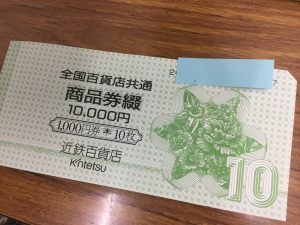 全国百貨店共通
商品券綴
10,000円
1,000円券 10枚
近鉄百貨店
Kintetsu
10